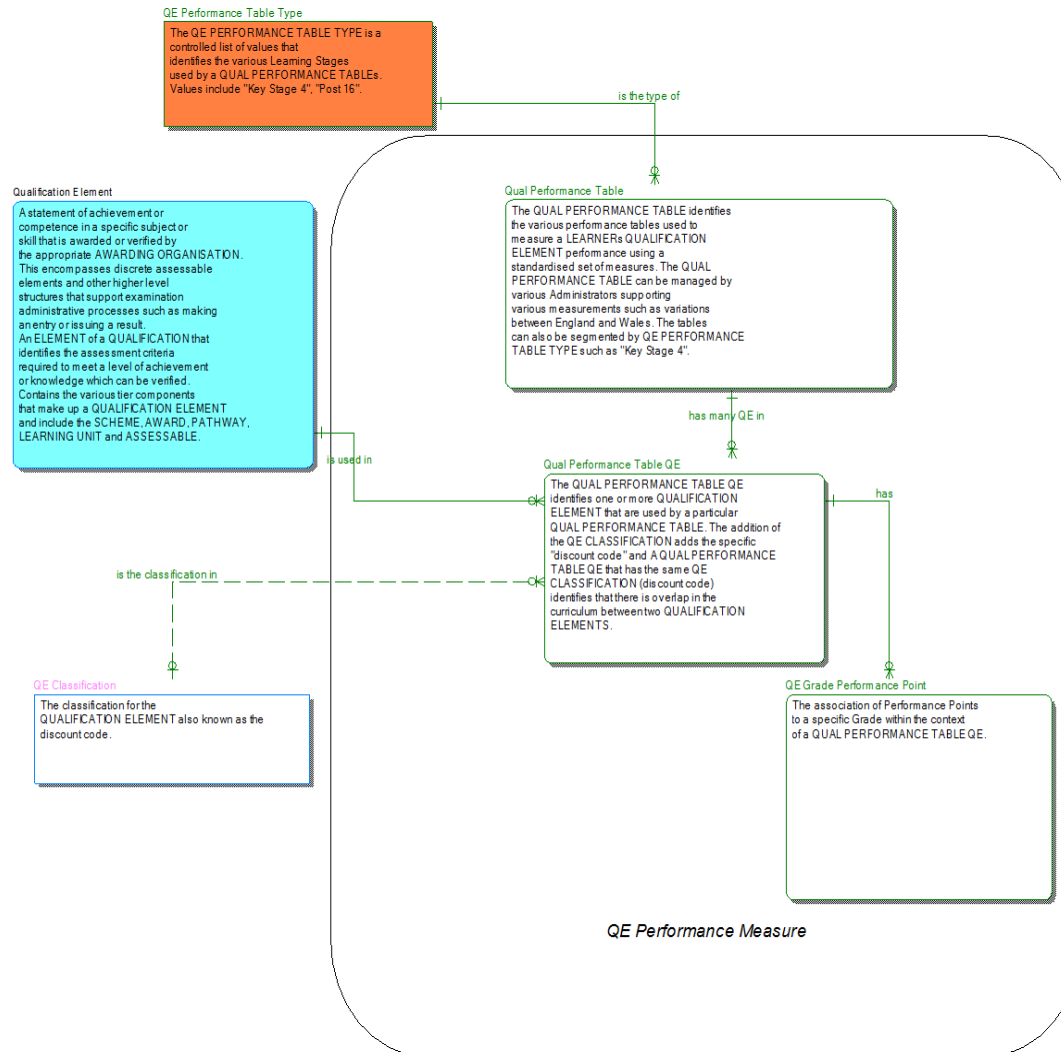 QE Performance Table Type
The QE PERFORMANCE TABLE TYPE is a
controlled list of values that
identifies the various Learning Stages
used by a QUAL PERFORMANCE TABLEs.
Values include "Key Stage 4", "Post 16".
is the type of
Qualification Element
A statement of achievement or
competence in a specific subject or
skill that is awarded or verified by
the appropriate AWARDING ORGANISATION.
This encompasses discrete assessable
elements and other higher level
structures that support examination
administrative processes such as making
an entry or issuing a result.
An ELEMENT of a QUALIFICATION that
identifies the assessment criteria
required to meet a level of achievement
or knowledge which can be verified.
Contains the various tier components
that make up a QUALIFICATION ELEMENT
and include the SCHEME, AWARD, PATHWAY,
LEARNING UNIT and ASSESSABLE.
Qual Performance Table
The QUAL PERFORMANCE TABLE identifies
the various performance tables used to
measure a LEARNERs QUALIFICATION
ELEMENT performance using a
standardised set of measures. The QUAL
PERFORMANCE TABLE can be managed by
various Administrators supporting
various measurements such as variations
between England and Wales. The tables
can also be segmented by QE PERFORMANCE
TABLE TYPE such as "Key Stage 4".
has many QE in
is used in
Qual Performance Table QE
The QUAL PERFORMANCE TABLE QE
identifies one or more QUALIFICATION
ELEMENT that are used by a particular
QUAL PERFORMANCE TABLE. The addition of
the QE CLASSIFICATION adds the specific
"discount code" and A QUAL PERFORMANCE
TABLE QE that has the same QE
CLASSIFICATION (discount code)
identifies that there is overlap in the
curriculum between two QUALIFICATION
ELEMENTS.
has
is the classification in
QE Classification
The classification for the
QUALIFICATION ELEMENT also known as the
discount code.
QE Grade Performance Point
The association of Performance Points
to a specific Grade within the context
of a QUAL PERFORMANCE TABLE QE.
QE Performance Measure